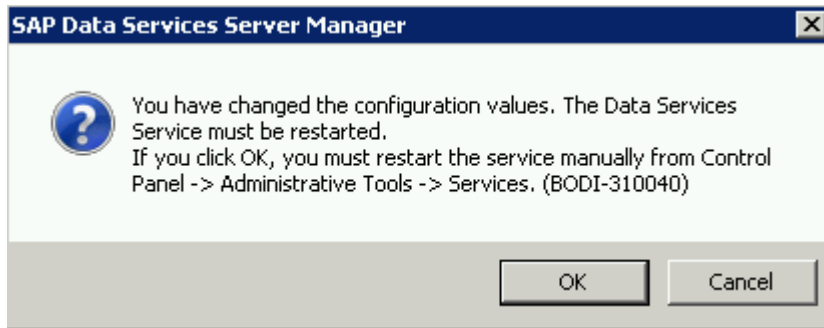 SAP Data Services Server Manager
You have changed the configuration values. The Data Services
Service must be restarted.
If you click OK, you must restart the service manually from Control
Panel -> Administrative Tools -> Services. (BODI-310040)
OK
Cancel